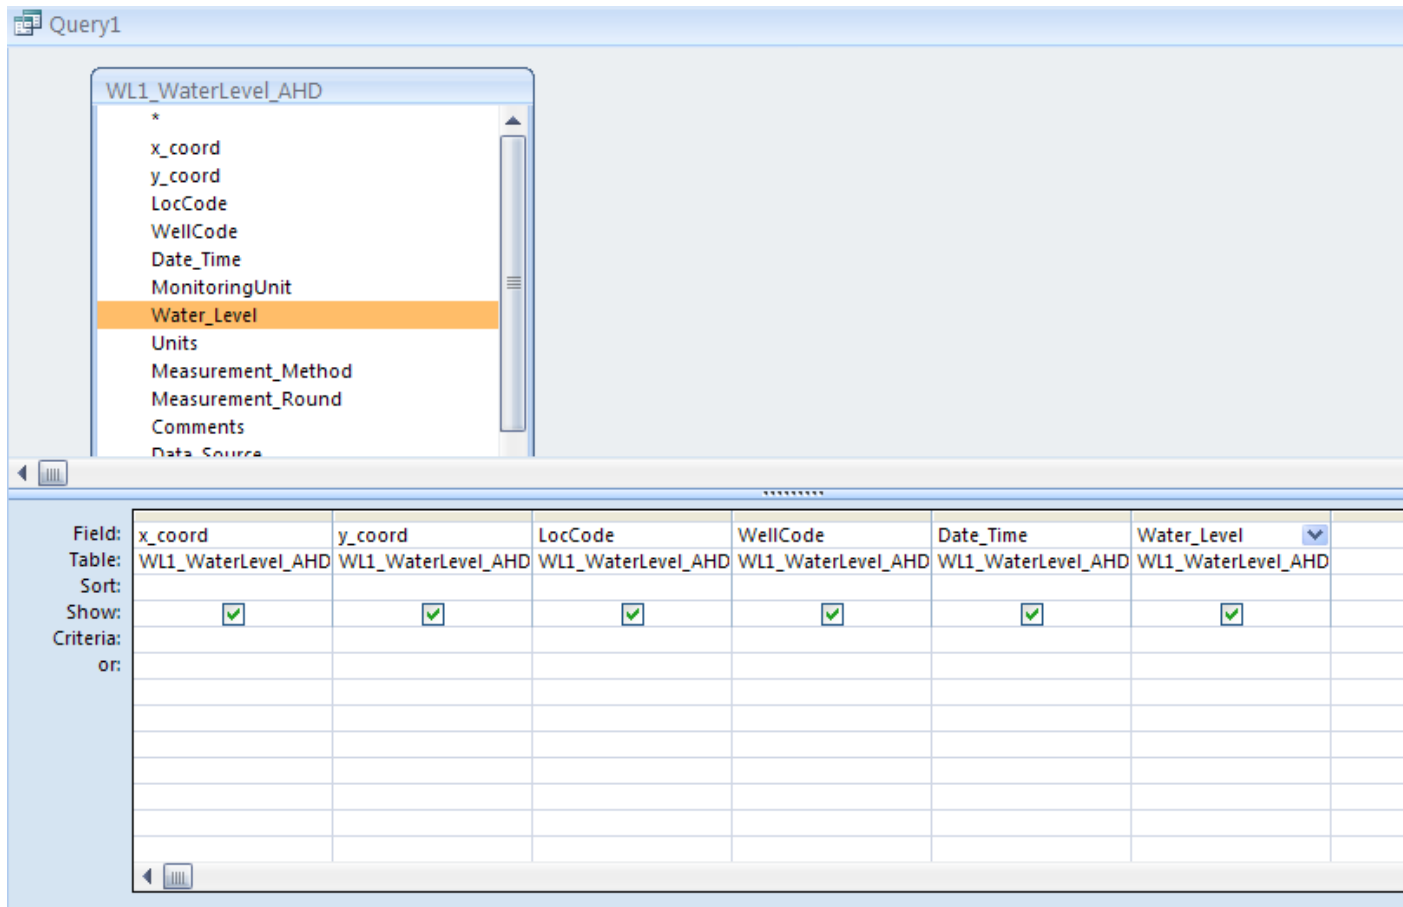 Query1
WL1_WaterLevel_AHD
*
x_coord
y_coord
LocCode
WellCode
Date_Time
MonitoringUnit
Water_Level
Units
Measurement_Method
Measurement_Round
Comments
Data_Source
Field: x_coord y_coord LocCode WellCode Date_Time Water_Level
Table: WL1_WaterLevel_AHD WL1_WaterLevel_AHD WL1_WaterLevel_AHD WL1_WaterLevel_AHD WL1_WaterLevel_AHD WL1_WaterLevel_AHD
Sort:
Show:
Criteria:
or: